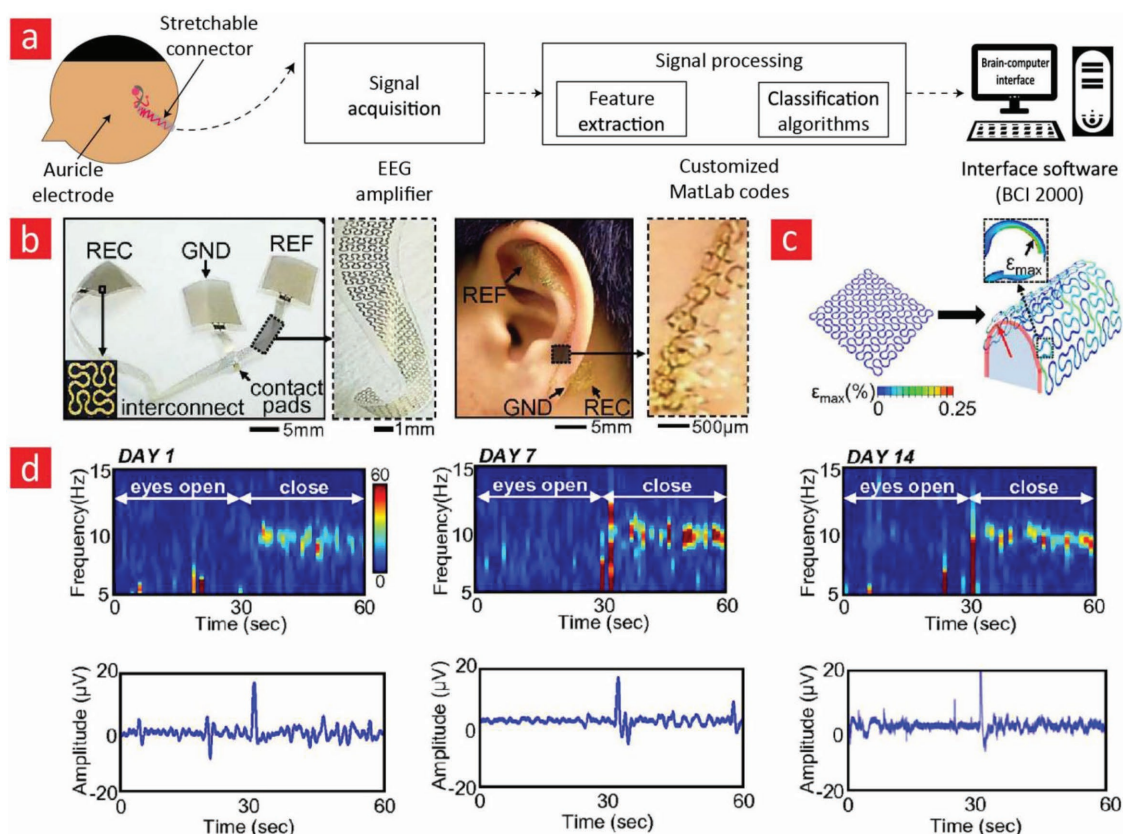 a
Stretchable
connector
Auricle
electrode
Signal
acquisition
EEG
amplifier
Signal processing
Feature
extraction
Classification
algorithms
Customized
MatLab codes
Brain-computer
interface
Interface software
(BCI 2000)
b
REC
GND
REF
interconnect
contact
pads
5mm
1mm
REF
GND
REC
5mm
500µm
c
εmax
εmax(%)
0
0.25
d
DAY 1
15
10
5
Frequency(Hz)
eyes open
close
60
0
0
30
60
Time (sec)
DAY 7
15
10
5
Frequency(Hz)
eyes open
close
0
30
60
Time (sec)
DAY 14
15
10
5
Frequency(Hz)
eyes open
close
0
30
60
Time (sec)
20
0
-20
Amplitude (µV)
0
30
60
Time (sec)
20
0
-20
Amplitude (µV)
0
30
60
Time (sec)
20
0
-20
Amplitude (µV)
0
30
60
Time (sec)